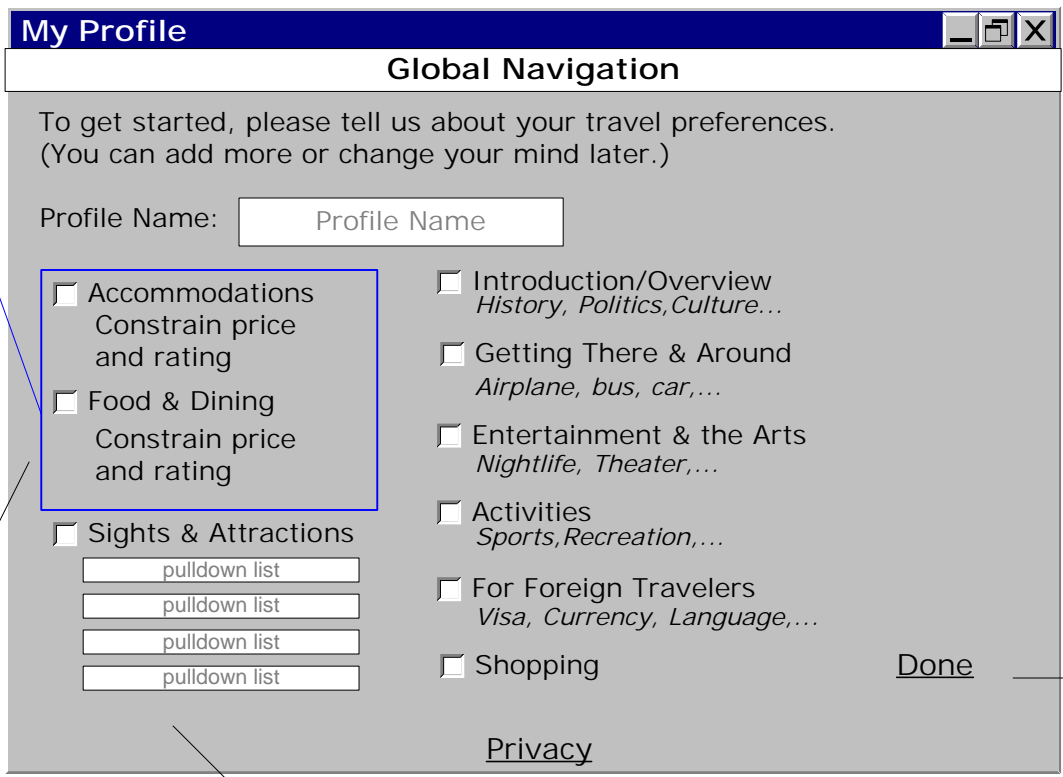 My Profile
Global Navigation
To get started, please tell us about your travel preferences.
(You can add more or change your mind later.)
Profile Name:
Profile Name
Accommodations
Constrain price
and rating
Food & Dining
Constrain price
and rating
Sights & Attractions
pulldown list
pulldown list
pulldown list
pulldown list
Introduction/Overview
History, Politics,Culture...
Getting There & Around
Airplane, bus, car,...
Entertainment & the Arts
Nightlife, Theater,...
Activities
Sports,Recreation,...
For Foreign Travelers
Visa, Currency, Language,...
Shopping
Done
Privacy